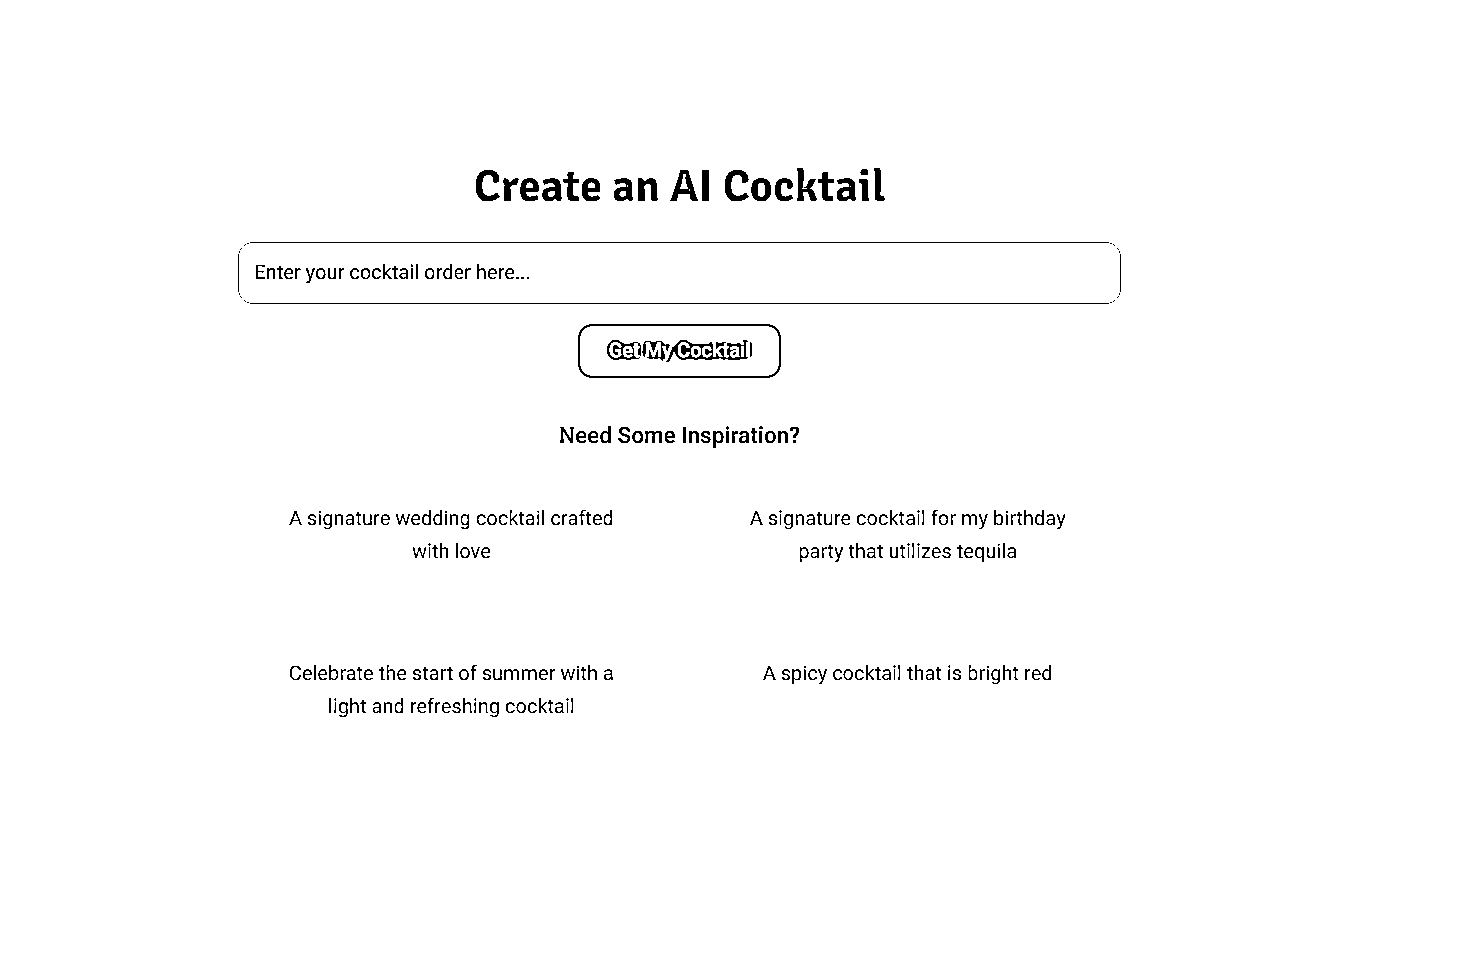 Create an AI Cocktail
Enter your cocktail order here...
Get My Cocktail
Need Some Inspiration?
A signature wedding cocktail crafted
with love
A signature cocktail for my birthday
party that utilizes tequila
Celebrate the start of summer with a
light and refreshing cocktail
A spicy cocktail that is bright red